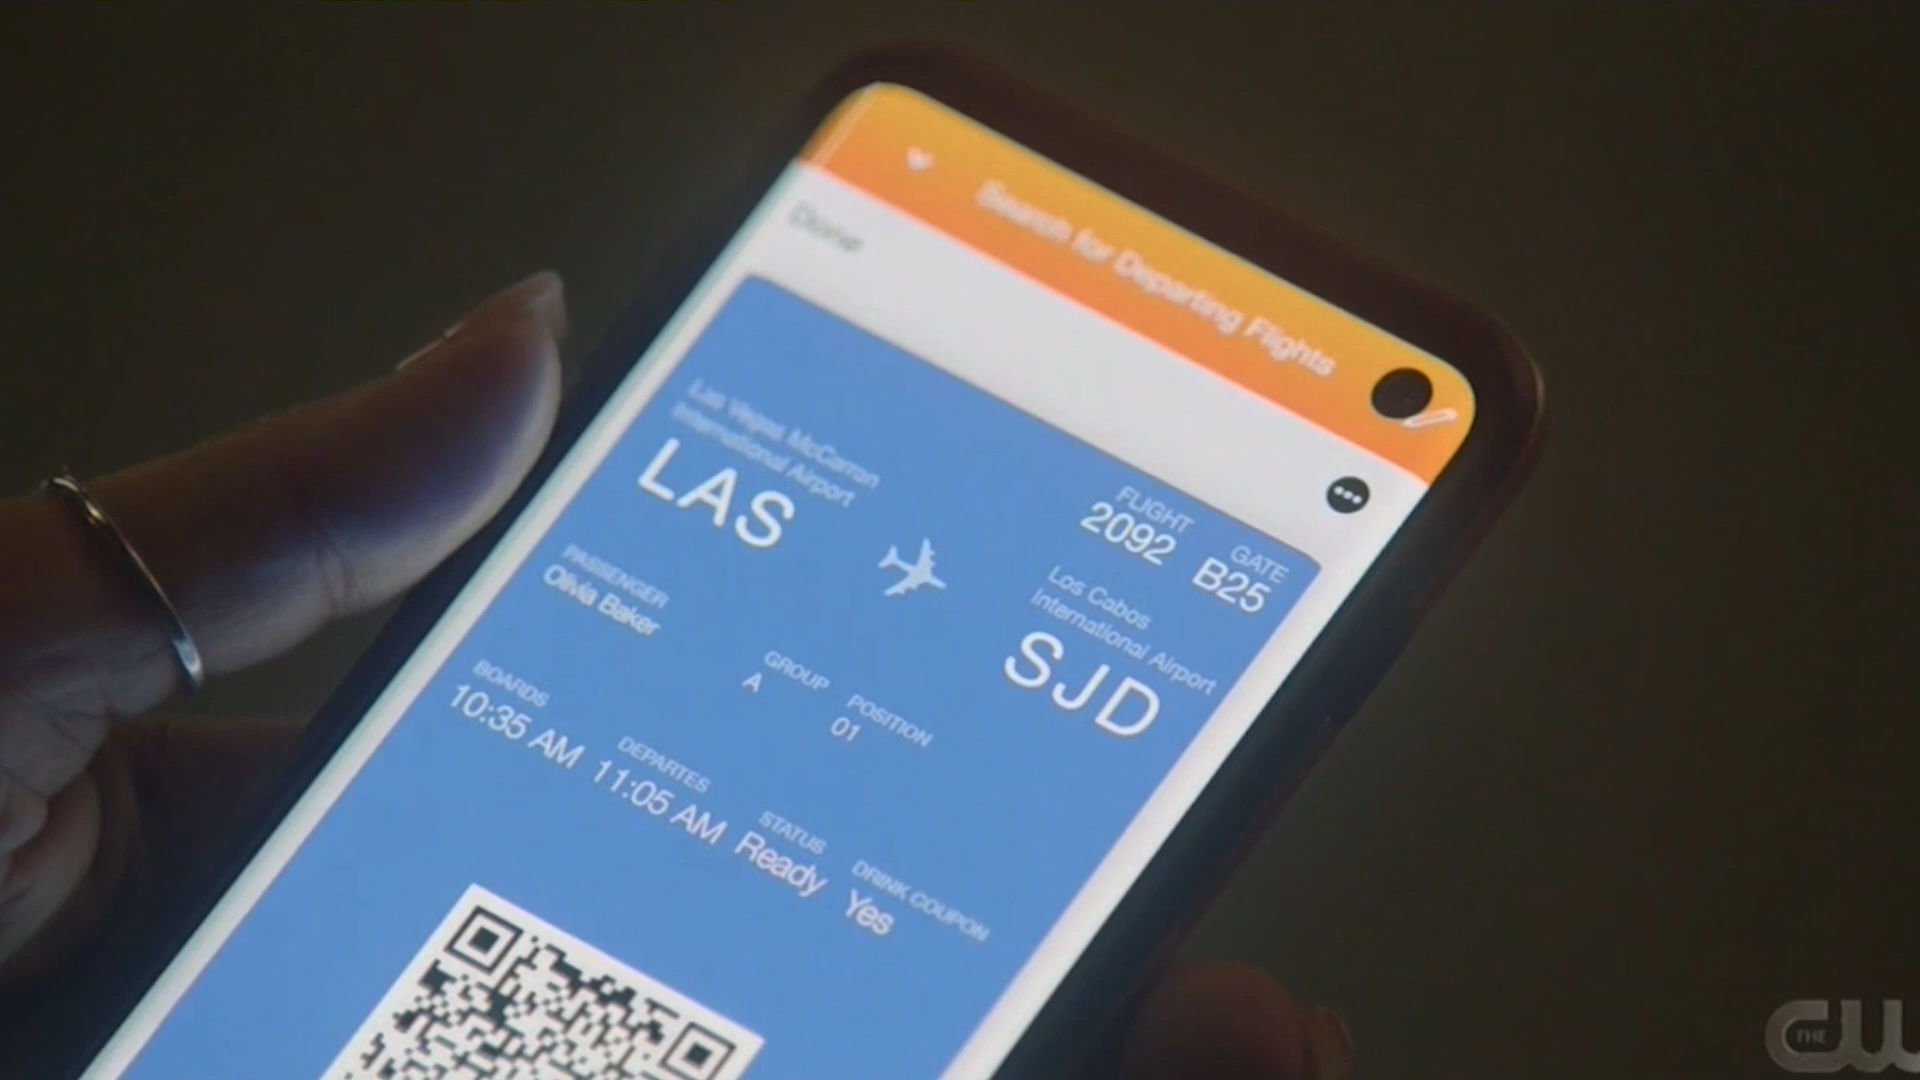 Search for Departing Flights
Done
FLIGHT
2092
GATE
B25
Las Vegas McCarran
International Airport
LAS
Los Cabos
International Airport
SJD
PASSENGER
Olivia Baker
GROUP
A
POSITION
01
BOARDS
10:35 AM
DEPARTES
11:05 AM
STATUS
Ready
DRINK COUPON
Yes
THE
CW